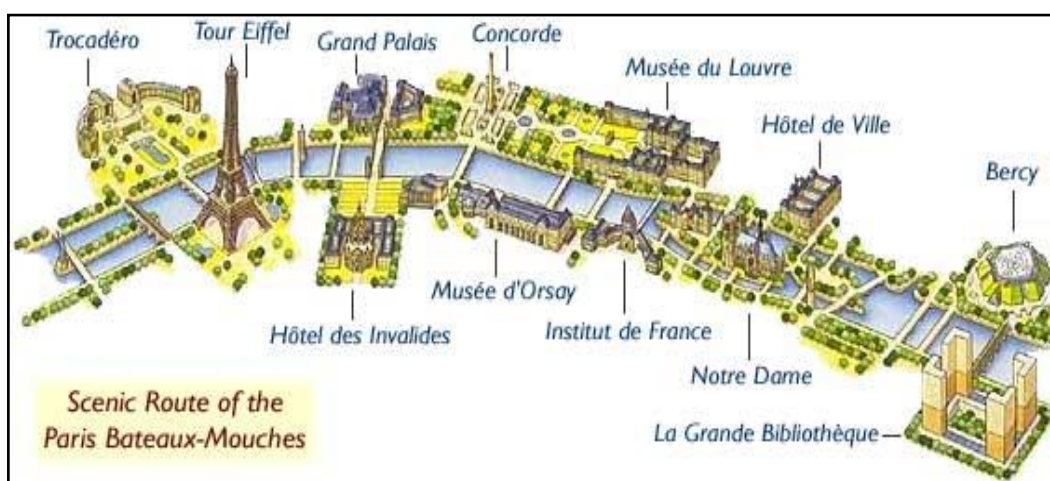 Trocadéro
Tour Eiffel
Grand Palais
Concorde
Musée du Louvre
Hôtel de Ville
Bercy
Hôtel des Invalides
Musée d'Orsay
Institut de France
Notre Dame
La Grande Bibliothèque
Scenic Route of the
Paris Bateaux-Mouches